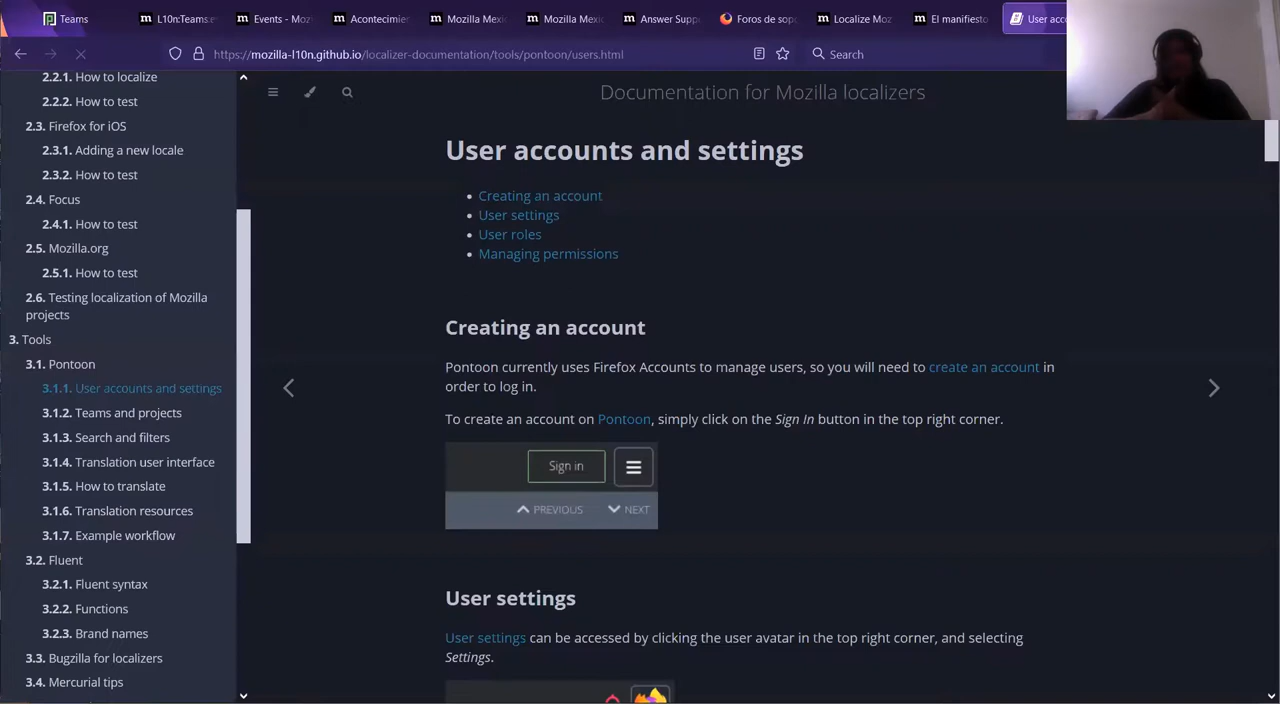 Teams
L10n:Teams:e
Events - Moz
Acontecimie
Mozilla Mexi
Mozilla Mexi
Answer Supp
Foros de sop
Localize Moz
El manifiesto
User acco
https://mozilla-l10n.github.io/localizer-documentation/tools/pontoon/users.html
Search
2.2.1. How to localize
2.2.2. How to test
2.3. Firefox for iOS
2.3.1. Adding a new locale
2.3.2. How to test
2.4. Focus
2.4.1. How to test
2.5. Mozilla.org
2.5.1. How to test
2.6. Testing localization of Mozilla
projects
3. Tools
3.1. Pontoon
3.1.1. User accounts and settings
3.1.2. Teams and projects
3.1.3. Search and filters
3.1.4. Translation user interface
3.1.5. How to translate
3.1.6. Translation resources
3.1.7. Example workflow
3.2. Fluent
3.2.1. Fluent syntax
3.2.2. Functions
3.2.3. Brand names
3.3. Bugzilla for localizers
3.4. Mercurial tips
Documentation for Mozilla localizers
User accounts and settings
• Creating an account
• User settings
• User roles
• Managing permissions
Creating an account
Pontoon currently uses Firefox Accounts to manage users, so you will need to create an account in
order to log in.
To create an account on Pontoon, simply click on the Sign In button in the top right corner.
Sign in
PREVIOUS NEXT
User settings
User settings can be accessed by clicking the user avatar in the top right corner, and selecting
Settings.